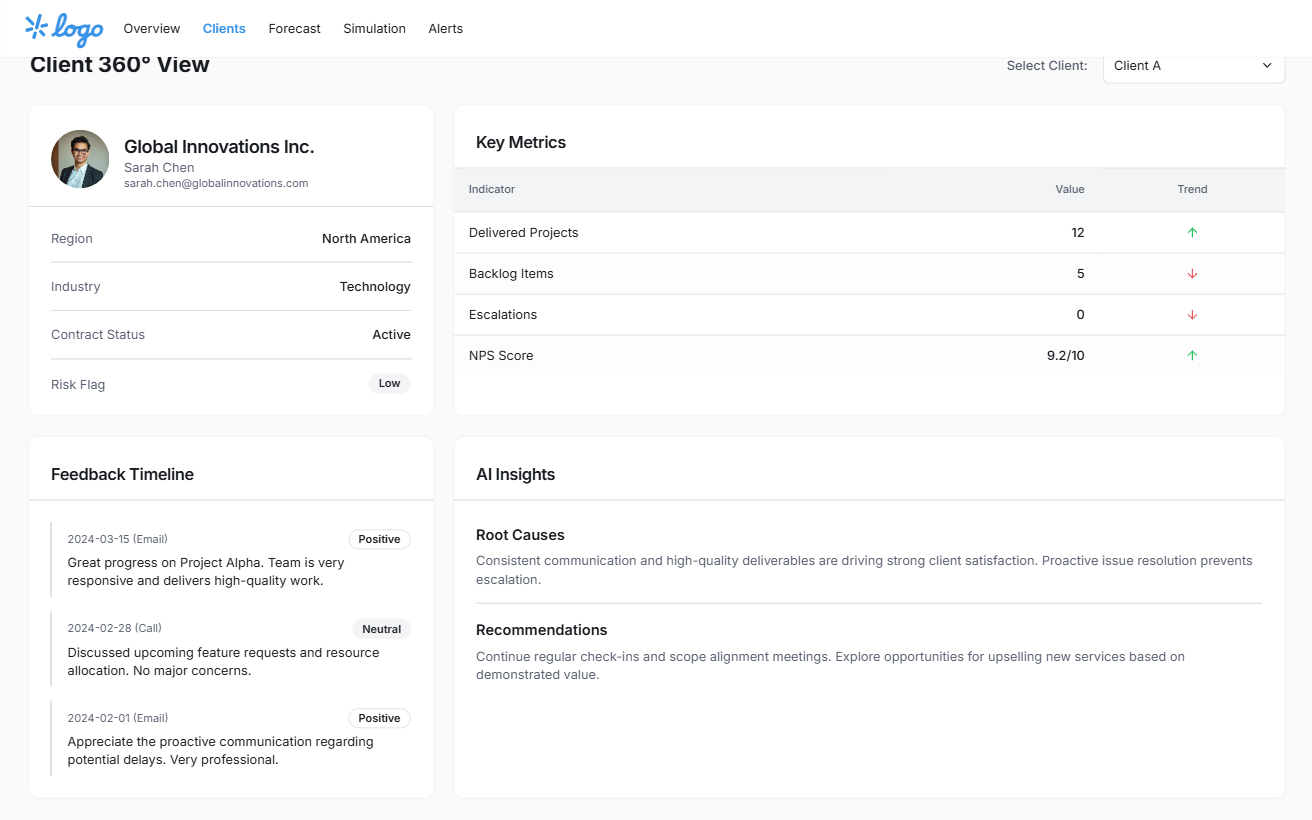 logo
Overview
Clients
Forecast
Simulation
Alerts
Client 360° View
Select Client:
Client A
Global Innovations Inc.
Sarah Chen
sarah.chen@globalinnovations.com
Region
North America
Industry
Technology
Contract Status
Active
Risk Flag
Low
Key Metrics
Indicator
Value
Trend
Delivered Projects
12
Backlog Items
5
Escalations
0
NPS Score
9.2/10
Feedback Timeline
2024-03-15 (Email)
Positive
Great progress on Project Alpha. Team is very
responsive and delivers high-quality work.
2024-02-28 (Call)
Neutral
Discussed upcoming feature requests and resource
allocation. No major concerns.
2024-02-01 (Email)
Positive
Appreciate the proactive communication regarding
potential delays. Very professional.
AI Insights
Root Causes
Consistent communication and high-quality deliverables are driving strong client satisfaction. Proactive issue resolution prevents
escalation.
Recommendations
Continue regular check-ins and scope alignment meetings. Explore opportunities for upselling new services based on
demonstrated value.